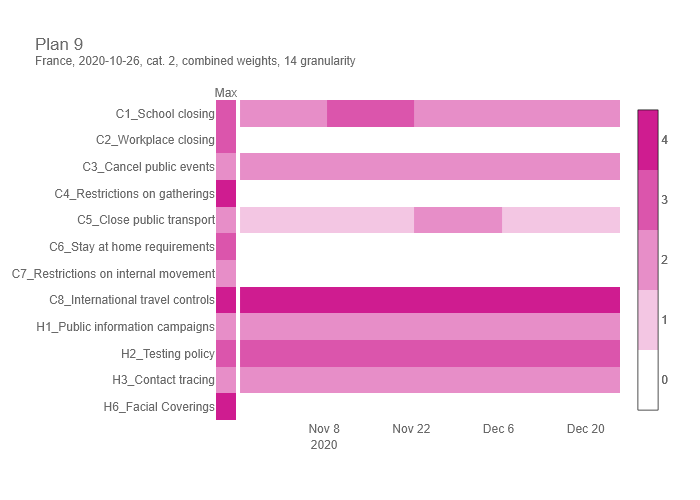 Plan 9
France, 2020-10-26, cat. 2, combined weights, 14 granularity
Max
C1_School closing
C2_Workplace closing
C3_Cancel public events
C4_Restrictions on gatherings
C5_Close public transport
C6_Stay at home requirements
C7_Restrictions on internal movement
C8_International travel controls
H1_Public information campaigns
H2_Testing policy
H3_Contact tracing
H6_Facial Coverings
Nov 8 Nov 22 Dec 6 Dec 20
2020
4
3
2
1
0